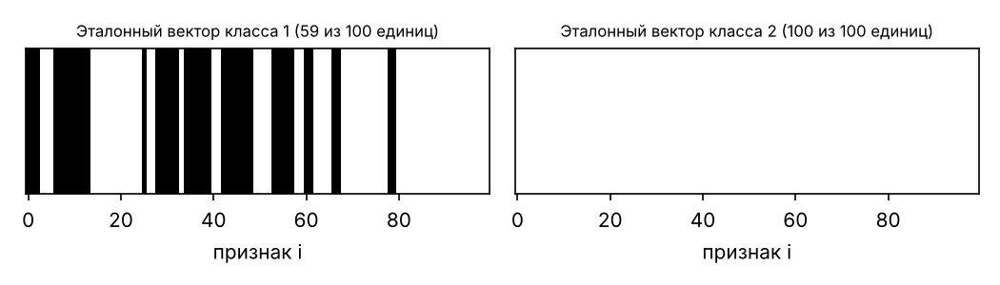 Эталонный вектор класса 1 (59 из 100 единиц)
0 20 40 60 80
признак i
Эталонный вектор класса 2 (100 из 100 единиц)
0 20 40 60 80
признак i